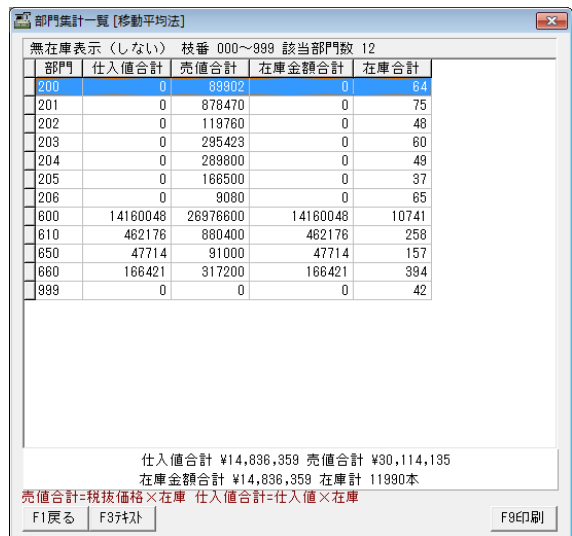 部門集計一覧 [移動平均法]
無在庫表示（しない） 枝番 000～999 該当部門数 12
部門 仕入値合計 売値合計 在庫金額合計 在庫合計
200 0 89902 0 64
201 0 878470 0 75
202 0 119760 0 48
203 0 295423 0 60
204 0 289800 0 49
205 0 166500 0 37
206 0 9080 0 65
600 14160048 26976600 14160048 10741
610 462176 880400 462176 258
650 47714 91000 47714 157
660 166421 317200 166421 394
999 0 0 0 42
仕入値合計 ¥14,836,359 売値合計 ¥30,114,135
在庫金額合計 ¥14,836,359 在庫計 11990本
売値合計=税抜価格×在庫 仕入値合計=仕入値×在庫
F1戻る F3ﾃｷｽﾄ F9印刷